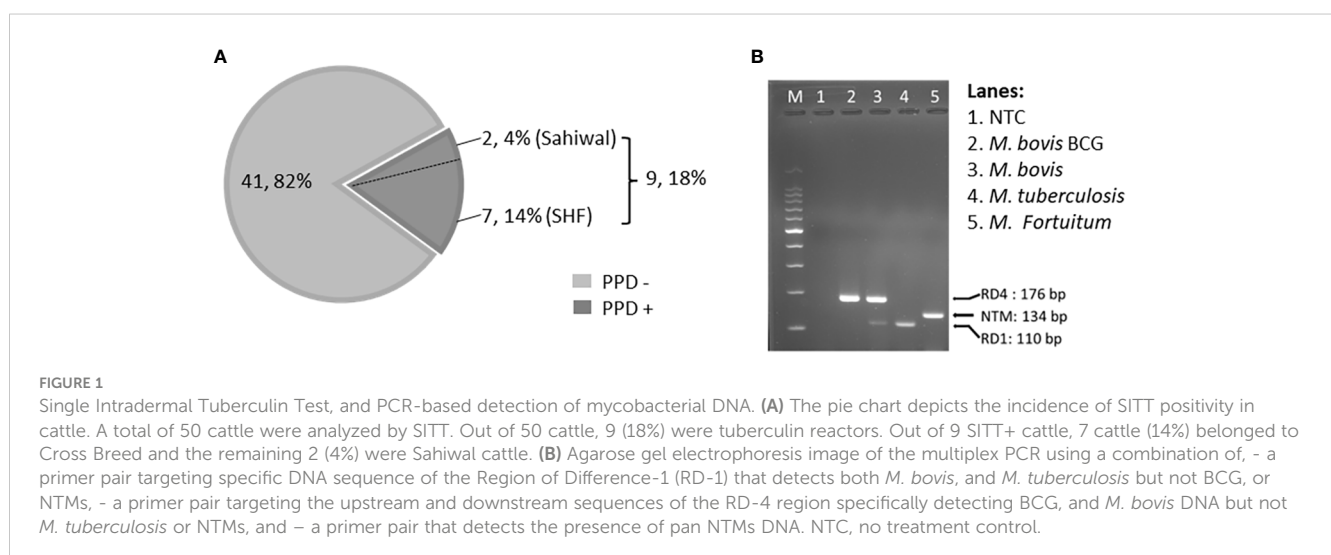 A
41, 82%
2, 4% (Sahiwal)
7, 14% (SHF)
9, 18%
PPD -
PPD +
B
M 1 2 3 4 5
Lanes:
1. NTC
2. M. bovis BCG
3. M. bovis
4. M. tuberculosis
5. M. Fortuitum
RD4 : 176 bp
NTM: 134 bp
RD1: 110 bp
FIGURE 1
Single Intradermal Tuberculin Test, and PCR-based detection of mycobacterial DNA. (A) The pie chart depicts the incidence of SITT positivity in
cattle. A total of 50 cattle were analyzed by SITT. Out of 50 cattle, 9 (18%) were tuberculin reactors. Out of 9 SITT+ cattle, 7 cattle (14%) belonged to
Cross Breed and the remaining 2 (4%) were Sahiwal cattle. (B) Agarose gel electrophoresis image of the multiplex PCR using a combination of, - a
primer pair targeting specific DNA sequence of the Region of Difference-1 (RD-1) that detects both M. bovis, and M. tuberculosis but not BCG, or
NTMs, - a primer pair targeting the upstream and downstream sequences of the RD-4 region specifically detecting BCG, and M. bovis DNA but not
M. tuberculosis or NTMs, and – a primer pair that detects the presence of pan NTMs DNA. NTC, no treatment control.